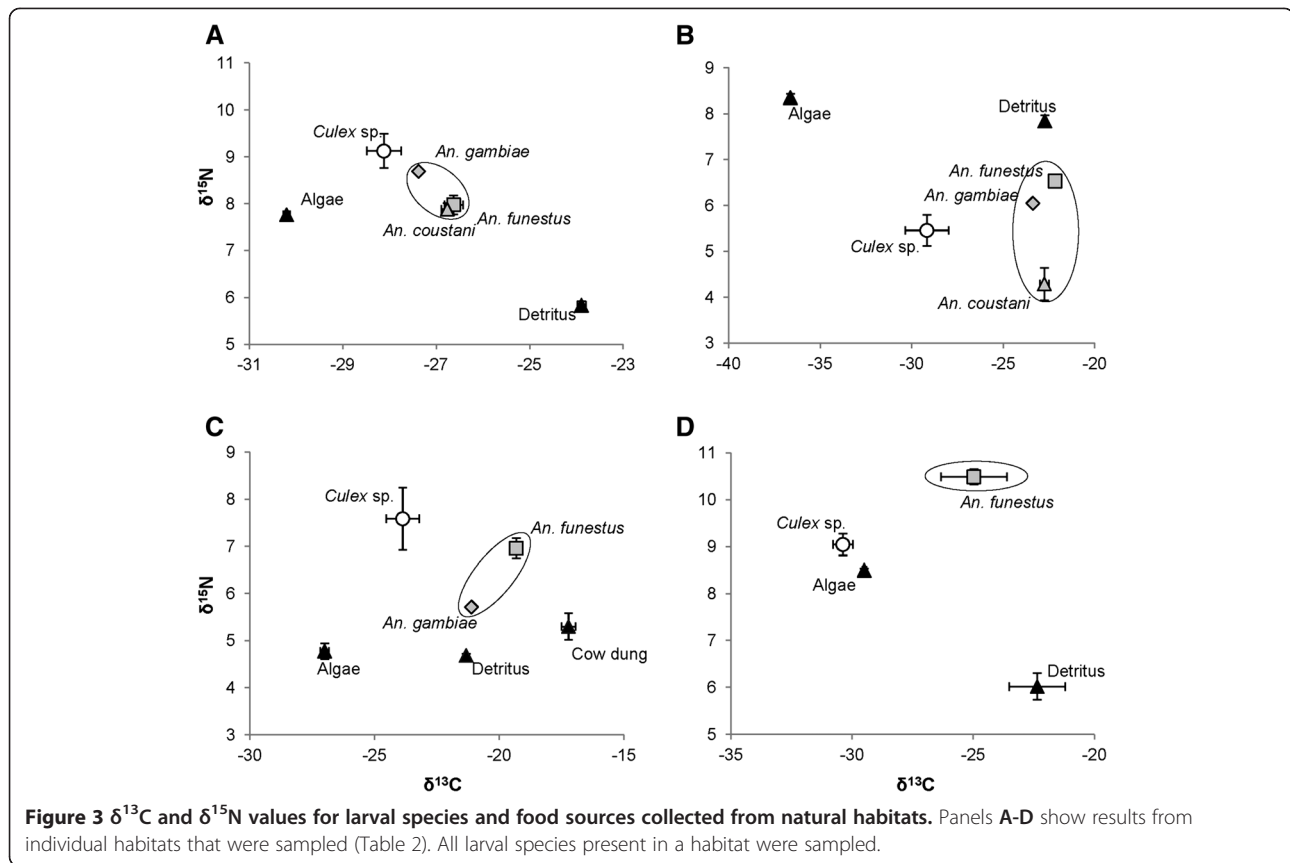 A
11
10
9
8
7
6
5
δ15N
Culex sp.
An. gambiae
Algae
An. funestus
An. coustani
Detritus
-31 -29 -27 -25 -23
B
9
8
7
6
5
4
3
Algae
Detritus
An. funestus
An. gambiae
Culex sp.
An. coustani
-40 -35 -30 -25 -20
C
9
8
7
6
5
4
3
δ15N
Culex sp.
An. funestus
An. gambiae
Algae
Detritus
Cow dung
-30 -25 -20 -15
δ13C
D
11
10
9
8
7
6
5
An. funestus
Culex sp.
Algae
Detritus
-35 -30 -25 -20
δ13C
Figure 3 δ13C and δ15N values for larval species and food sources collected from natural habitats. Panels A-D show results from
individual habitats that were sampled (Table 2). All larval species present in a habitat were sampled.